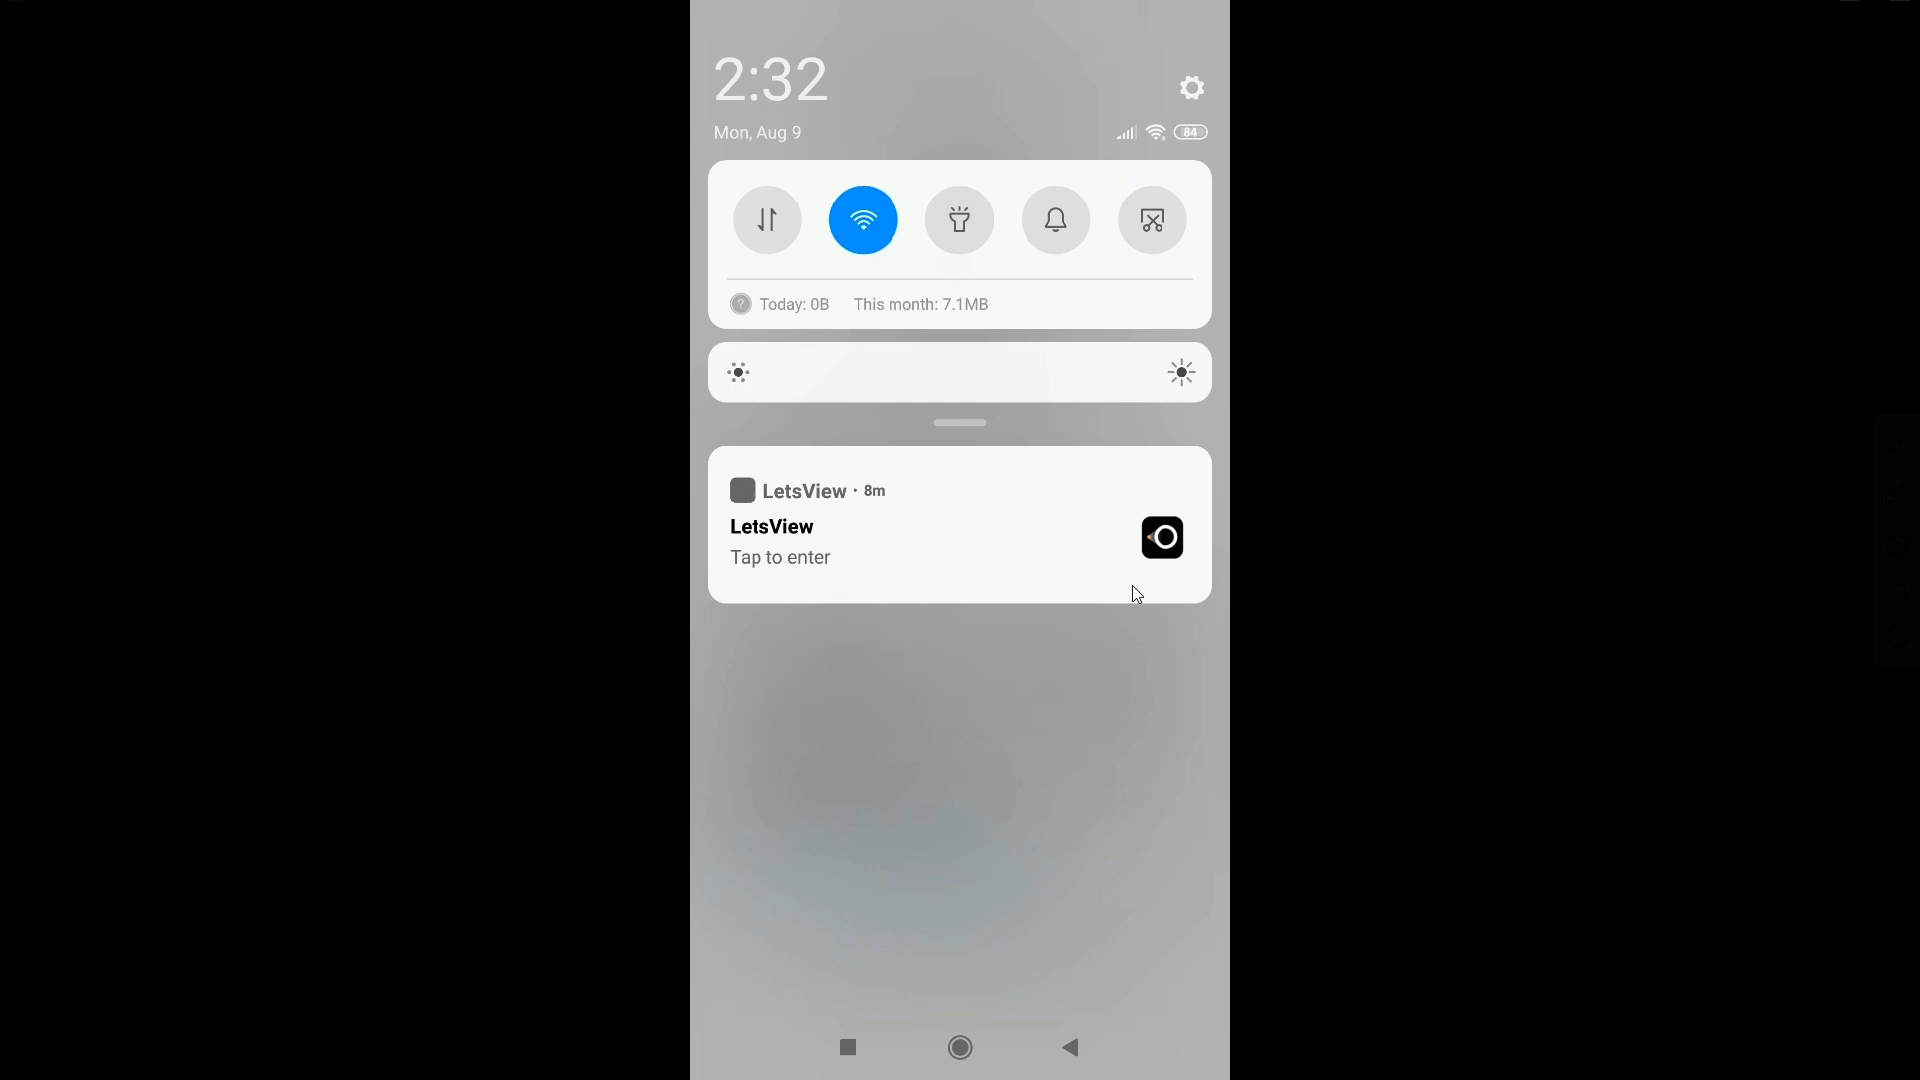 2:32
Mon, Aug 9
84
Today: 0B This month: 7.1MB
LetsView · 8m
LetsView
Tap to enter